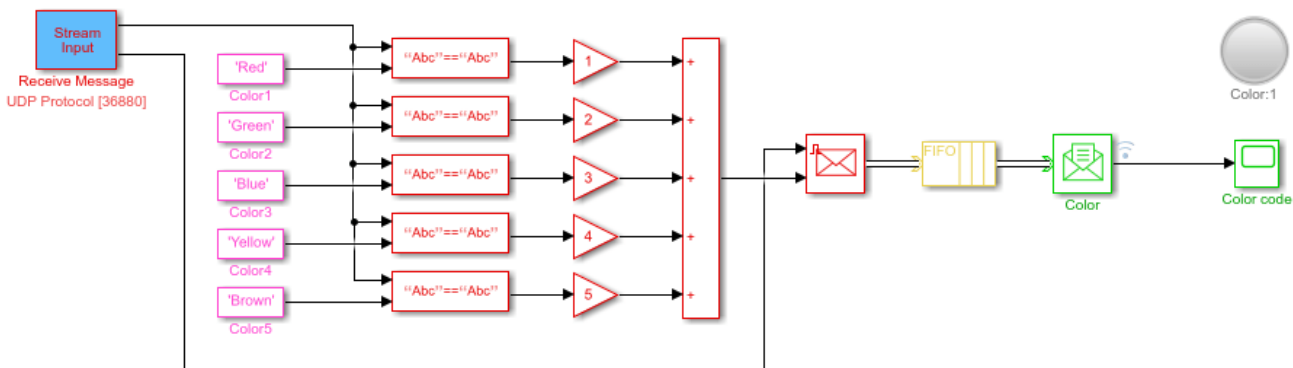 Stream
Input
Receive Message
UDP Protocol [36880]
'Red'
Color1
'Green'
Color2
'Blue'
Color3
'Yellow'
Color4
'Brown'
Color5
“Abc”==“Abc”
“Abc”==“Abc”
“Abc”==“Abc”
“Abc”==“Abc”
“Abc”==“Abc”
1
2
3
4
5
+
+
+
+
+
FIFO
Color
Color:1
Color code